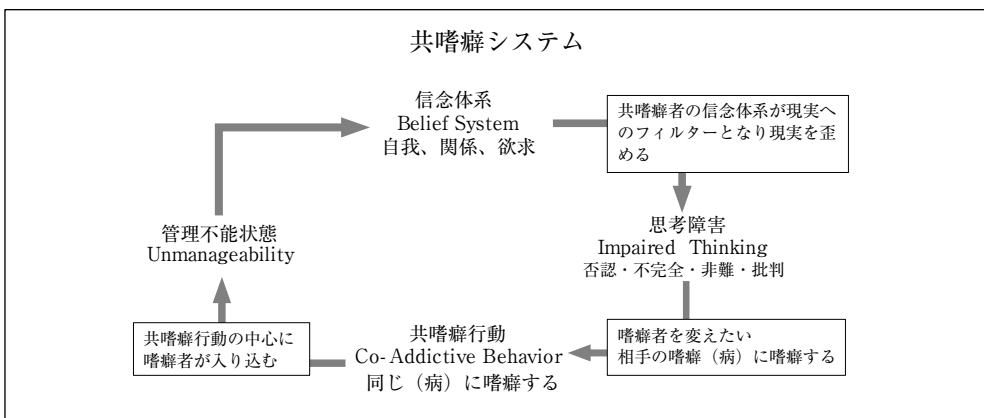 共嗜癖システム
信念体系
Belief System
自我、関係、欲求
共嗜癖者の信念体系が現実へ
のフィルターとなり現実を歪
める
思考障害
Impaired Thinking
否認・不完全・非難・批判
嗜癖者を変えたい
相手の嗜癖（病）に嗜癖する
共嗜癖行動
Co-Addictive Behavior
同じ（病）に嗜癖する
共嗜癖行動の中心に
嗜癖者が入り込む
管理不能状態
Unmanageability